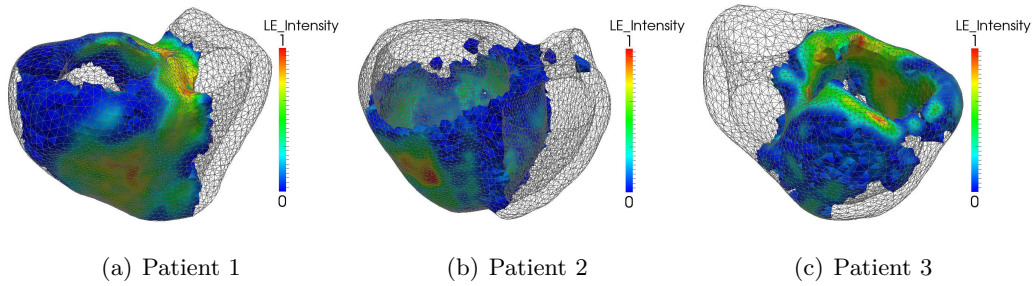 LE_Intensity
1
0
LE_Intensity
1
0
LE_Intensity
1
0
(a) Patient 1
(b) Patient 2
(c) Patient 3